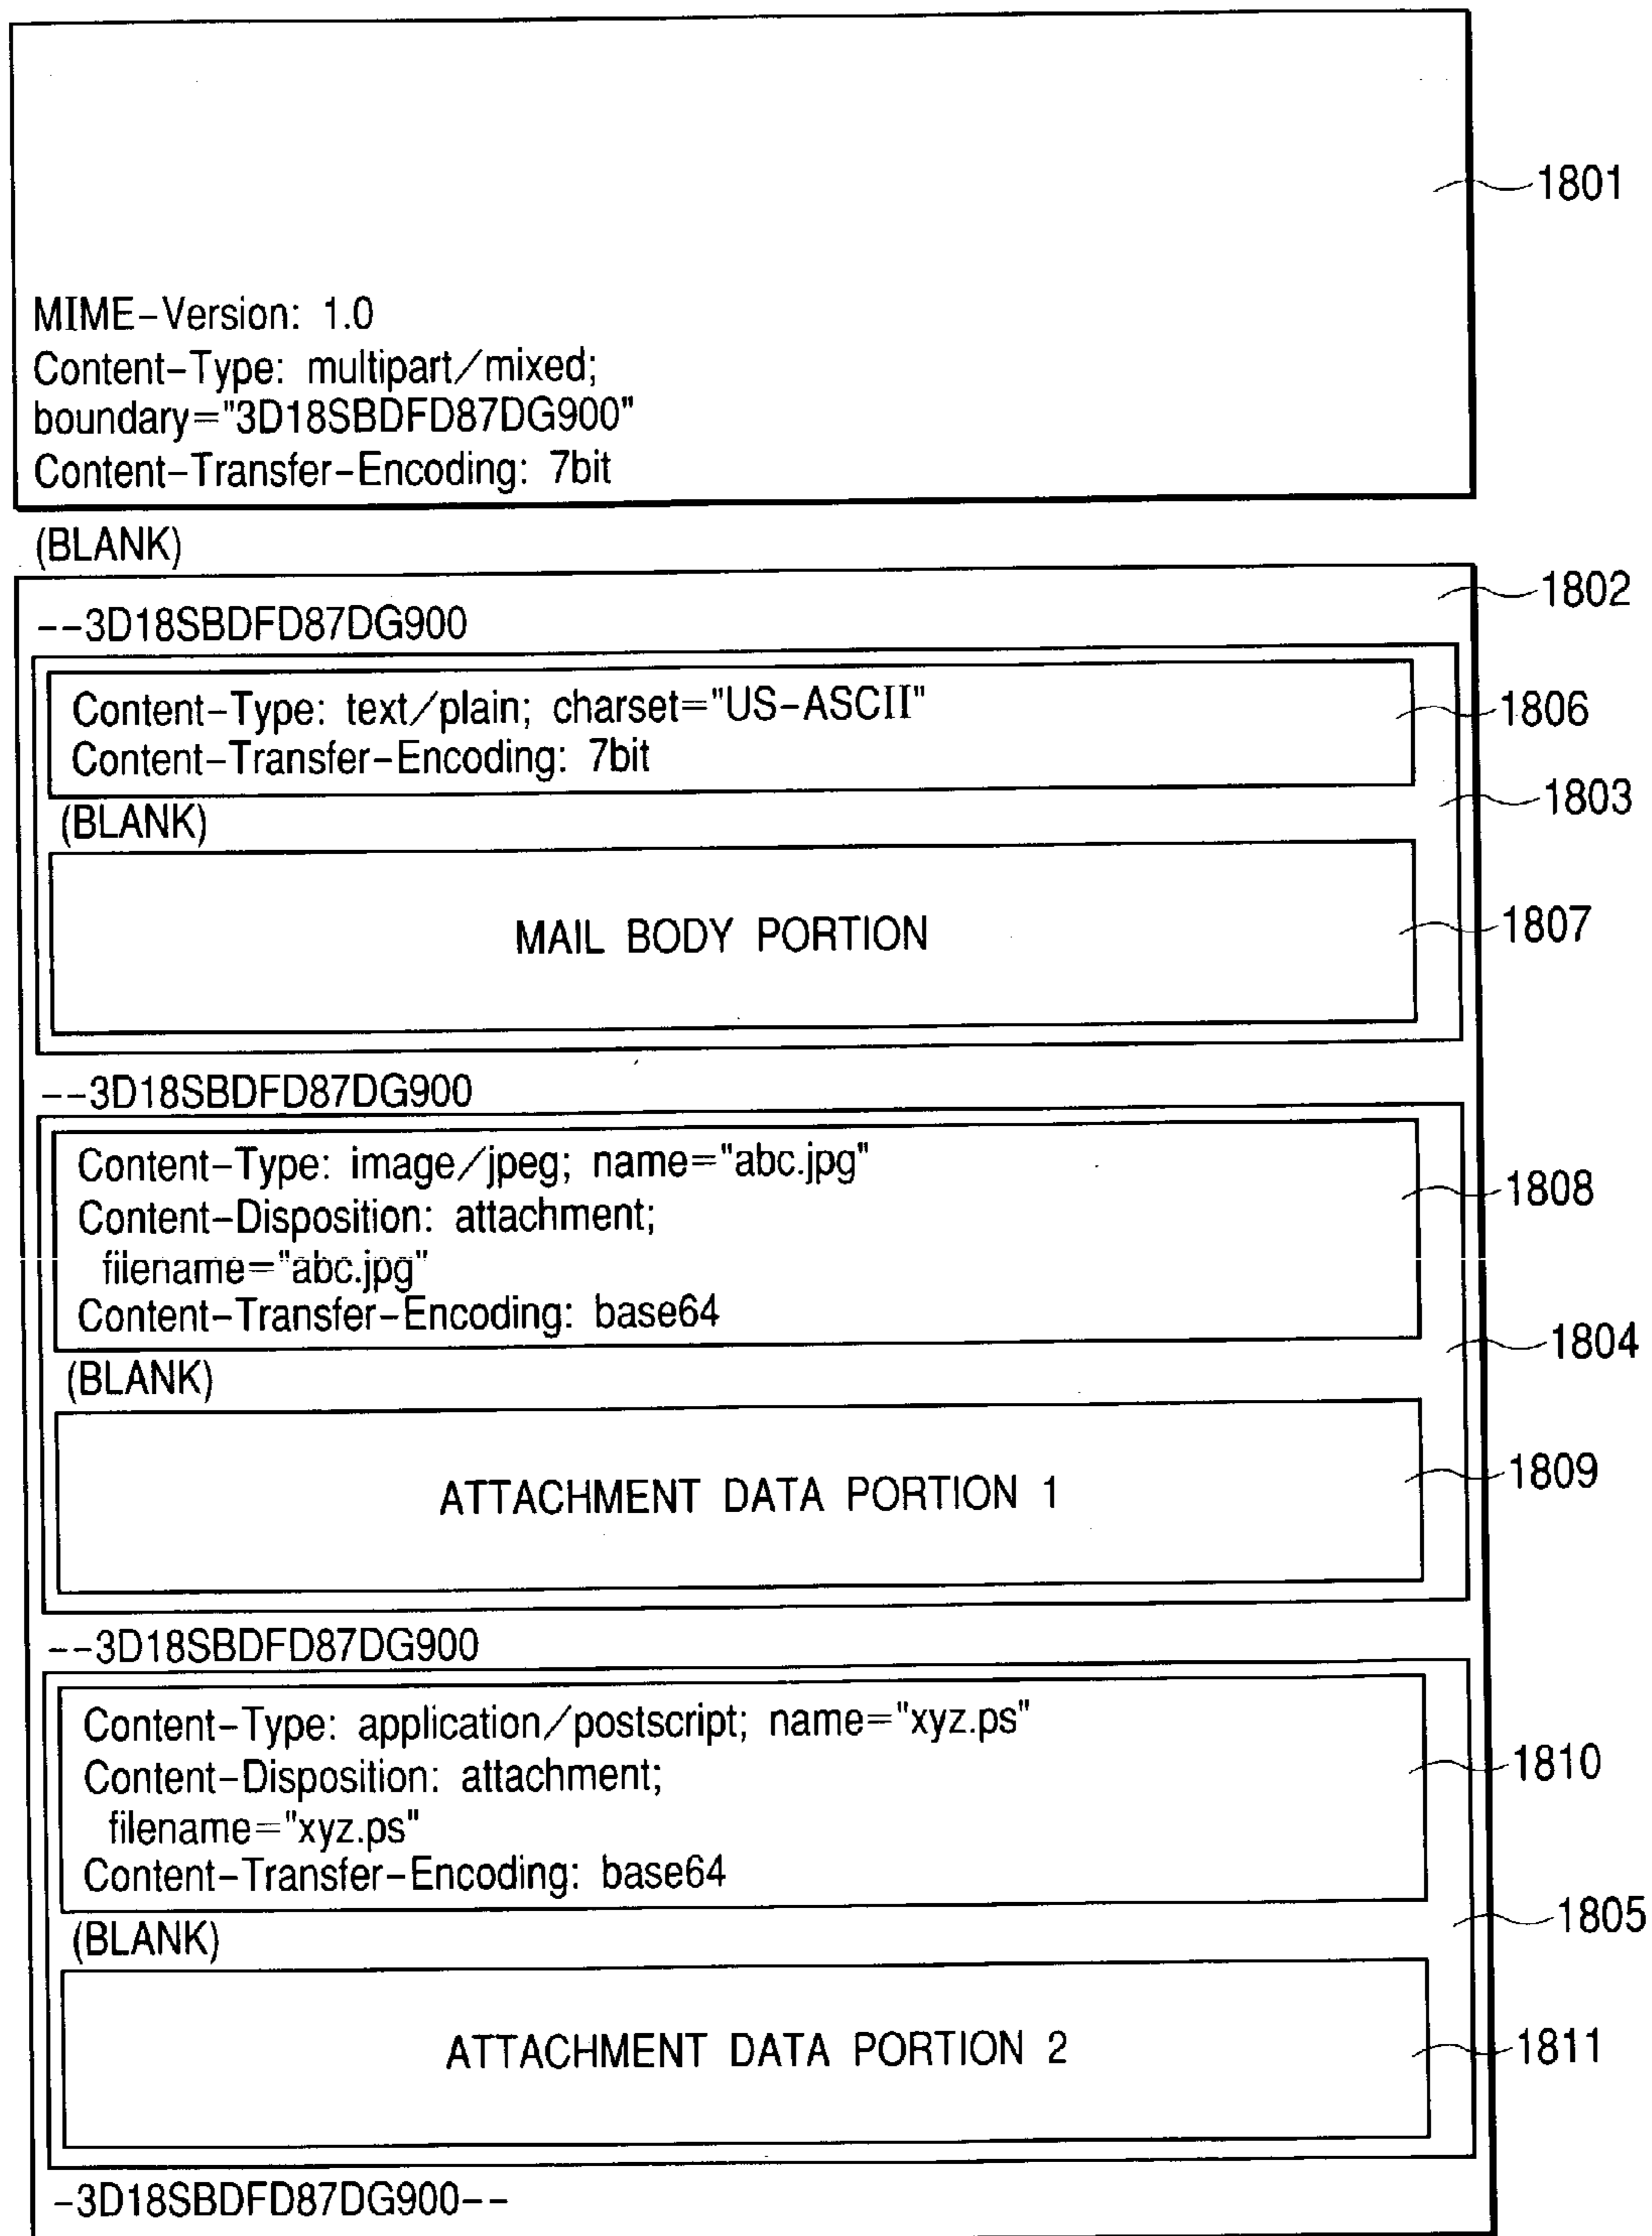 1801
MIME-Version: 1.0
Content-Type: multipart/mixed;
boundary="3D18SBDFD87DG900"
Content-Transfer-Encoding: 7bit
(BLANK)
1802
--3D18SBDFD87DG900
Content-Type: text/plain; charset="US-ASCII"
1806
Content-Transfer-Encoding: 7bit
1803
(BLANK)
MAIL BODY PORTION
1807
--3D18SBDFD87DG900
Content-Type: image/jpeg; name="abc.jpg"
1808
Content-Disposition: attachment;
filename="abc.jpg"
Content-Transfer-Encoding: base64
1804
(BLANK)
ATTACHMENT DATA PORTION 1
1809
--3D18SBDFD87DG900
Content-Type: application/postscript; name="xyz.ps"
1810
Content-Disposition: attachment;
filename="xyz.ps"
Content-Transfer-Encoding: base64
1805
(BLANK)
ATTACHMENT DATA PORTION 2
1811
-3D18SBDFD87DG900--